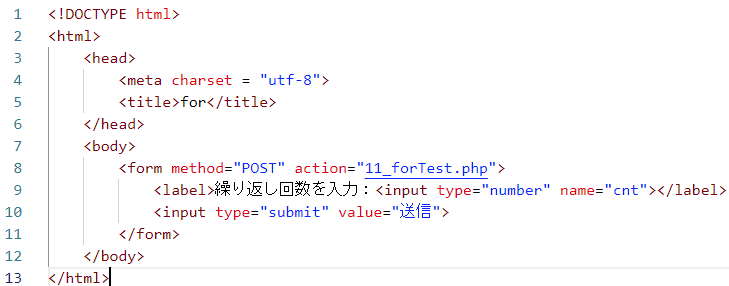 1 <!DOCTYPE html>
2 <html>
3 <head>
4 <meta charset = "utf-8">
5 <title>for</title>
6 </head>
7 <body>
8 <form method="POST" action="11_forTest.php">
9 <label>繰り返し回数を入力：<input type="number" name="cnt"></label>
10 <input type="submit" value="送信">
11 </form>
12 </body>
13 </html>